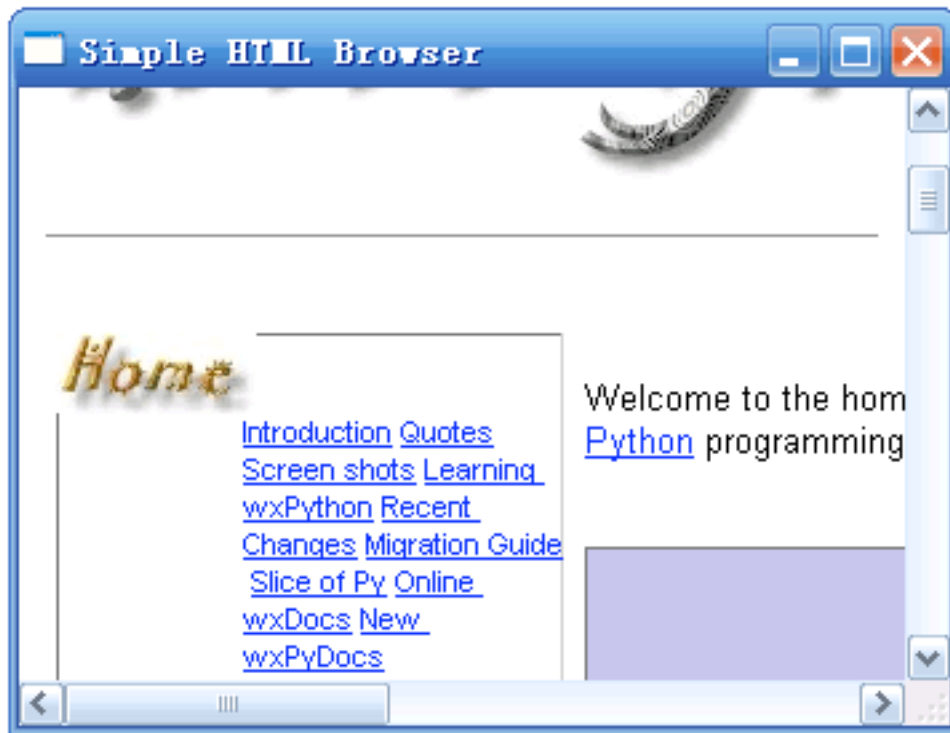 Simple HTML Browser
Home
Introduction Quotes
Screen shots Learning
wxPython Recent
Changes Migration Guide
Slice of Py Online
wxDocs New
wxPyDocs
Welcome to the hom
Python programming